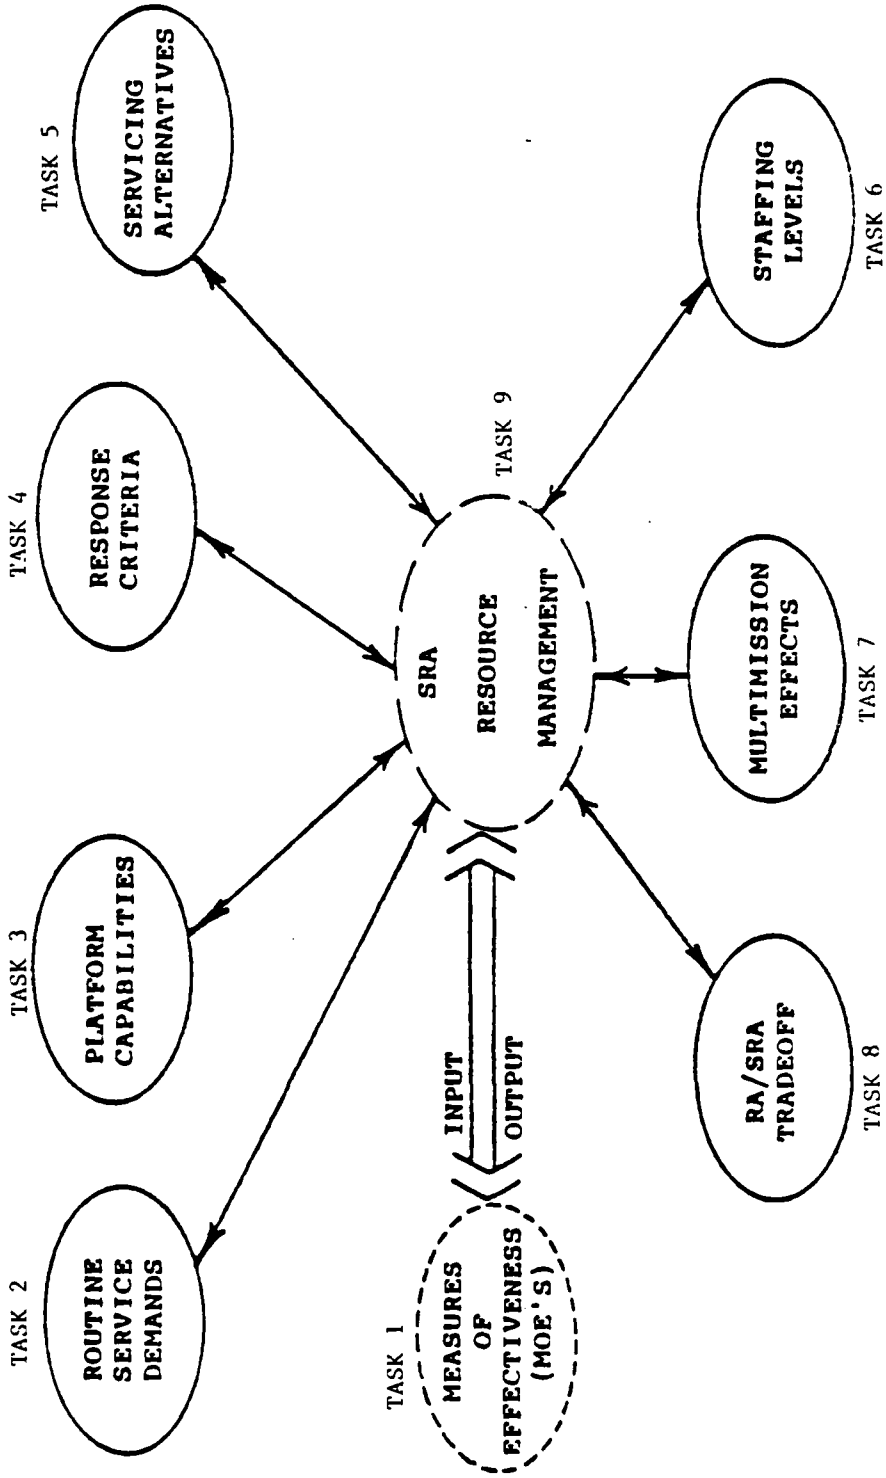 TASK 2
ROUTINE
SERVICE
DEMANDS
TASK 3
PLATFORM
CAPABILITIES
TASK 4
RESPONSE
CRITERIA
TASK 5
SERVICING
ALTERNATIVES
TASK 1
MEASURES
OF
EFFECTIVENESS
(MOE'S)
INPUT
OUTPUT
SRA
RESOURCE
MANAGEMENT
TASK 9
RA/SRA
TRADEOFF
TASK 8
MULTIMISSION
EFFECTS
TASK 7
STAFFING
LEVELS
TASK 6